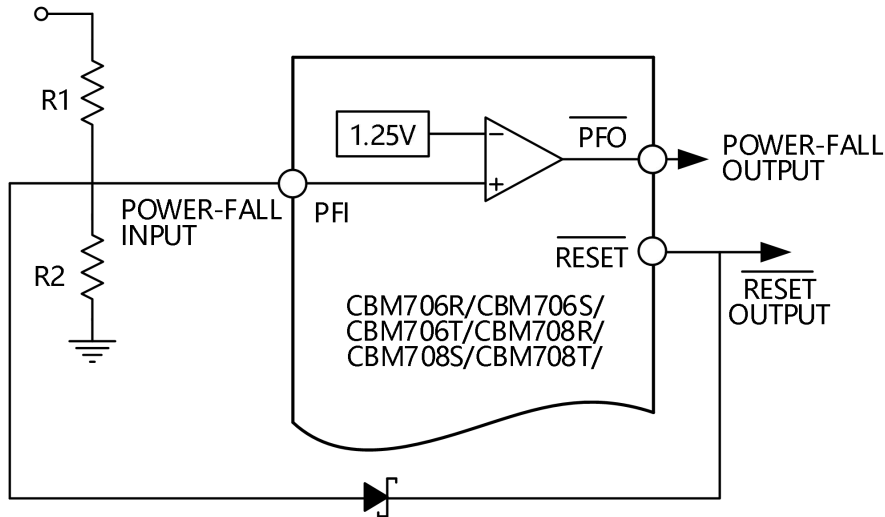 R1
1.25V
−
+
PFO
POWER-FALL
OUTPUT
POWER-FALL
INPUT
PFI
R2
RESET
RESET
OUTPUT
CBM706R/CBM706S/
CBM706T/CBM708R/
CBM708S/CBM708T/